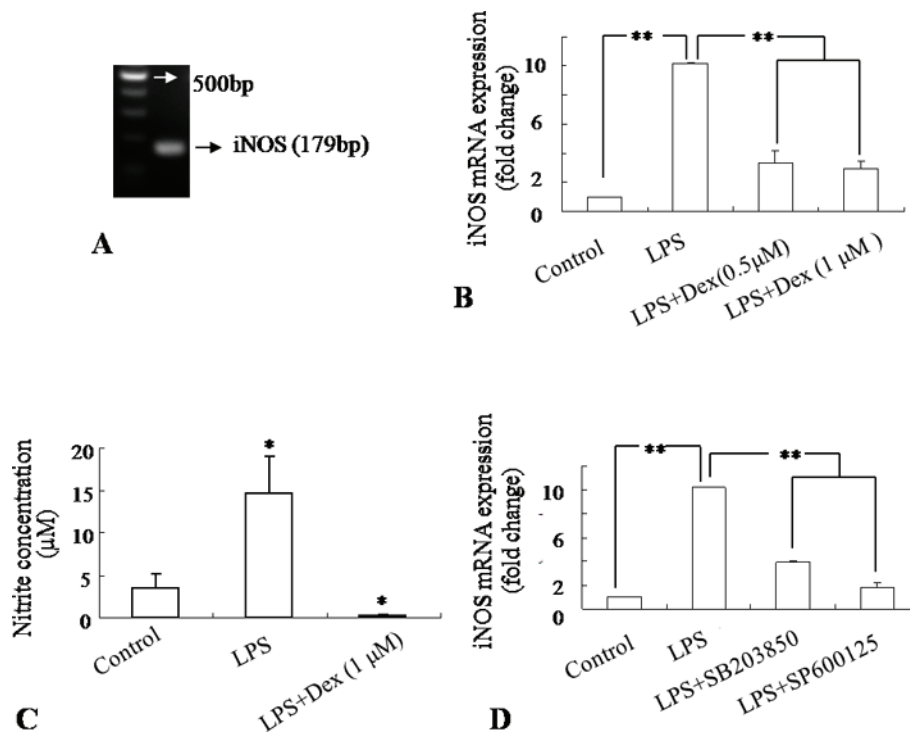 500bp
iNOS (179bp)
A
iNOS mRNA expression
(fold change)
10
6
2
0
**
**
Control
LPS
LPS+Dex(0.5μM)
LPS+Dex (1 μM )
B
Nitrite concentration
(μM)
20
15
10
5
0
*
*
Control
LPS
LPS+Dex (1 μM)
C
iNOS mRNA expression
(fold change)
10
6
2
0
**
**
Control
LPS
LPS+SB203850
LPS+SP600125
D